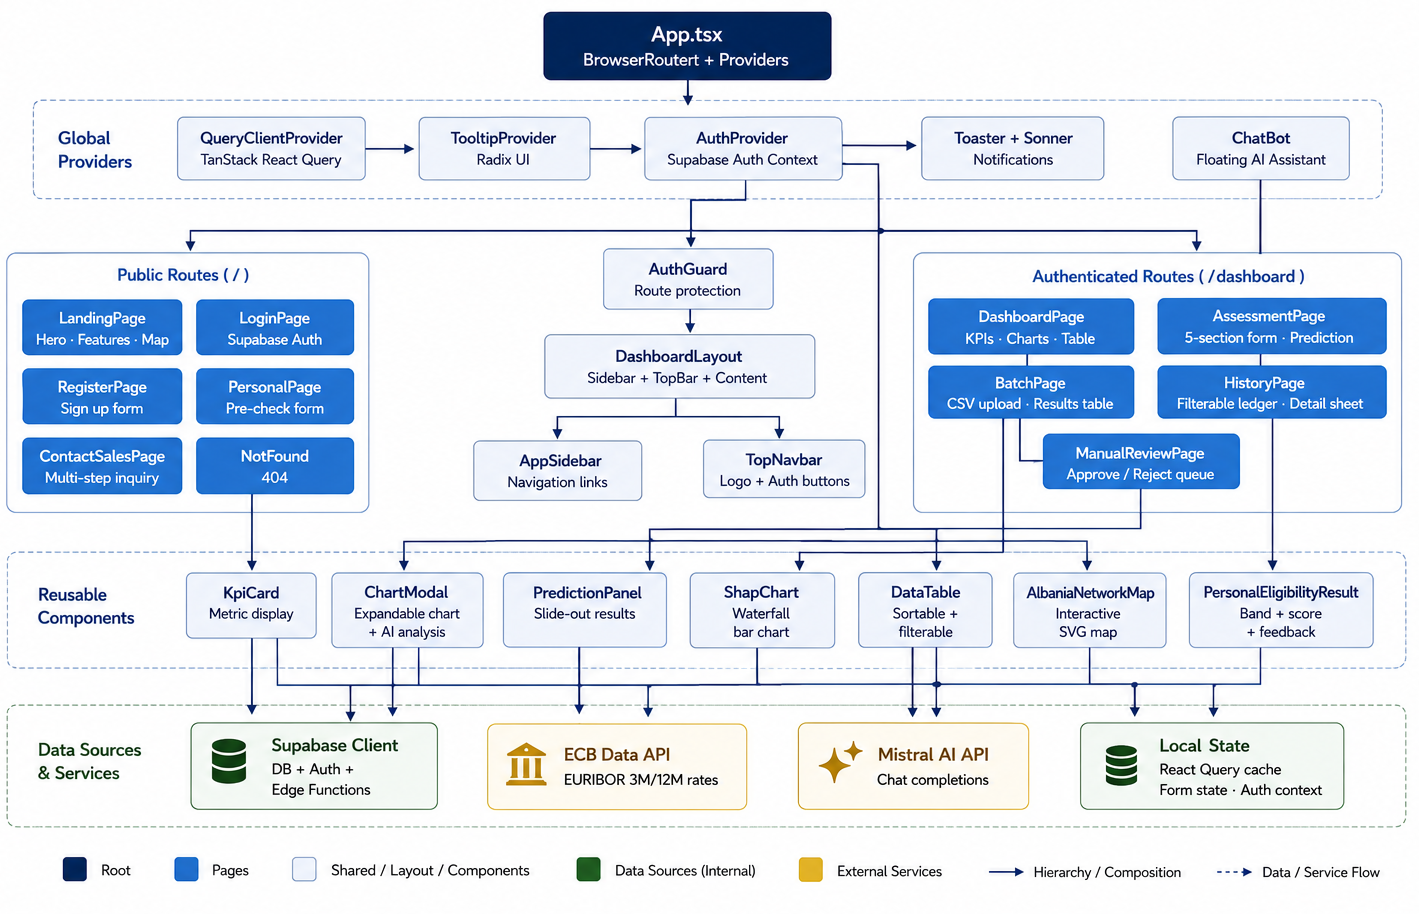 App.tsx
BrowserRoutert + Providers
Global
Providers
QueryClientProvider
TanStack React Query
TooltipProvider
Radix UI
AuthProvider
Supabase Auth Context
Toaster + Sonner
Notifications
ChatBot
Floating AI Assistant
Public Routes ( / )
LandingPage
Hero · Features · Map
LoginPage
Supabase Auth
RegisterPage
Sign up form
PersonalPage
Pre-check form
ContactSalesPage
Multi-step inquiry
NotFound
404
AuthGuard
Route protection
DashboardLayout
Sidebar + TopBar + Content
AppSidebar
Navigation links
TopNavbar
Logo + Auth buttons
Authenticated Routes ( /dashboard )
DashboardPage
KPIs · Charts · Table
AssessmentPage
5-section form · Prediction
BatchPage
CSV upload · Results table
HistoryPage
Filterable ledger · Detail sheet
ManualReviewPage
Approve / Reject queue
Reusable
Components
KpiCard
Metric display
ChartModal
Expandable chart
+ AI analysis
PredictionPanel
Slide-out results
ShapChart
Waterfall
bar chart
DataTable
Sortable +
filterable
AlbaniaNetworkMap
Interactive
SVG map
PersonalEligibilityResult
Band + score
+ feedback
Data Sources
& Services
Supabase Client
DB + Auth +
Edge Functions
ECB Data API
EURIBOR 3M/12M rates
Mistral AI API
Chat completions
Local State
React Query cache
Form state · Auth context
Root
Pages
Shared / Layout / Components
Data Sources (Internal)
External Services
Hierarchy / Composition
Data / Service Flow